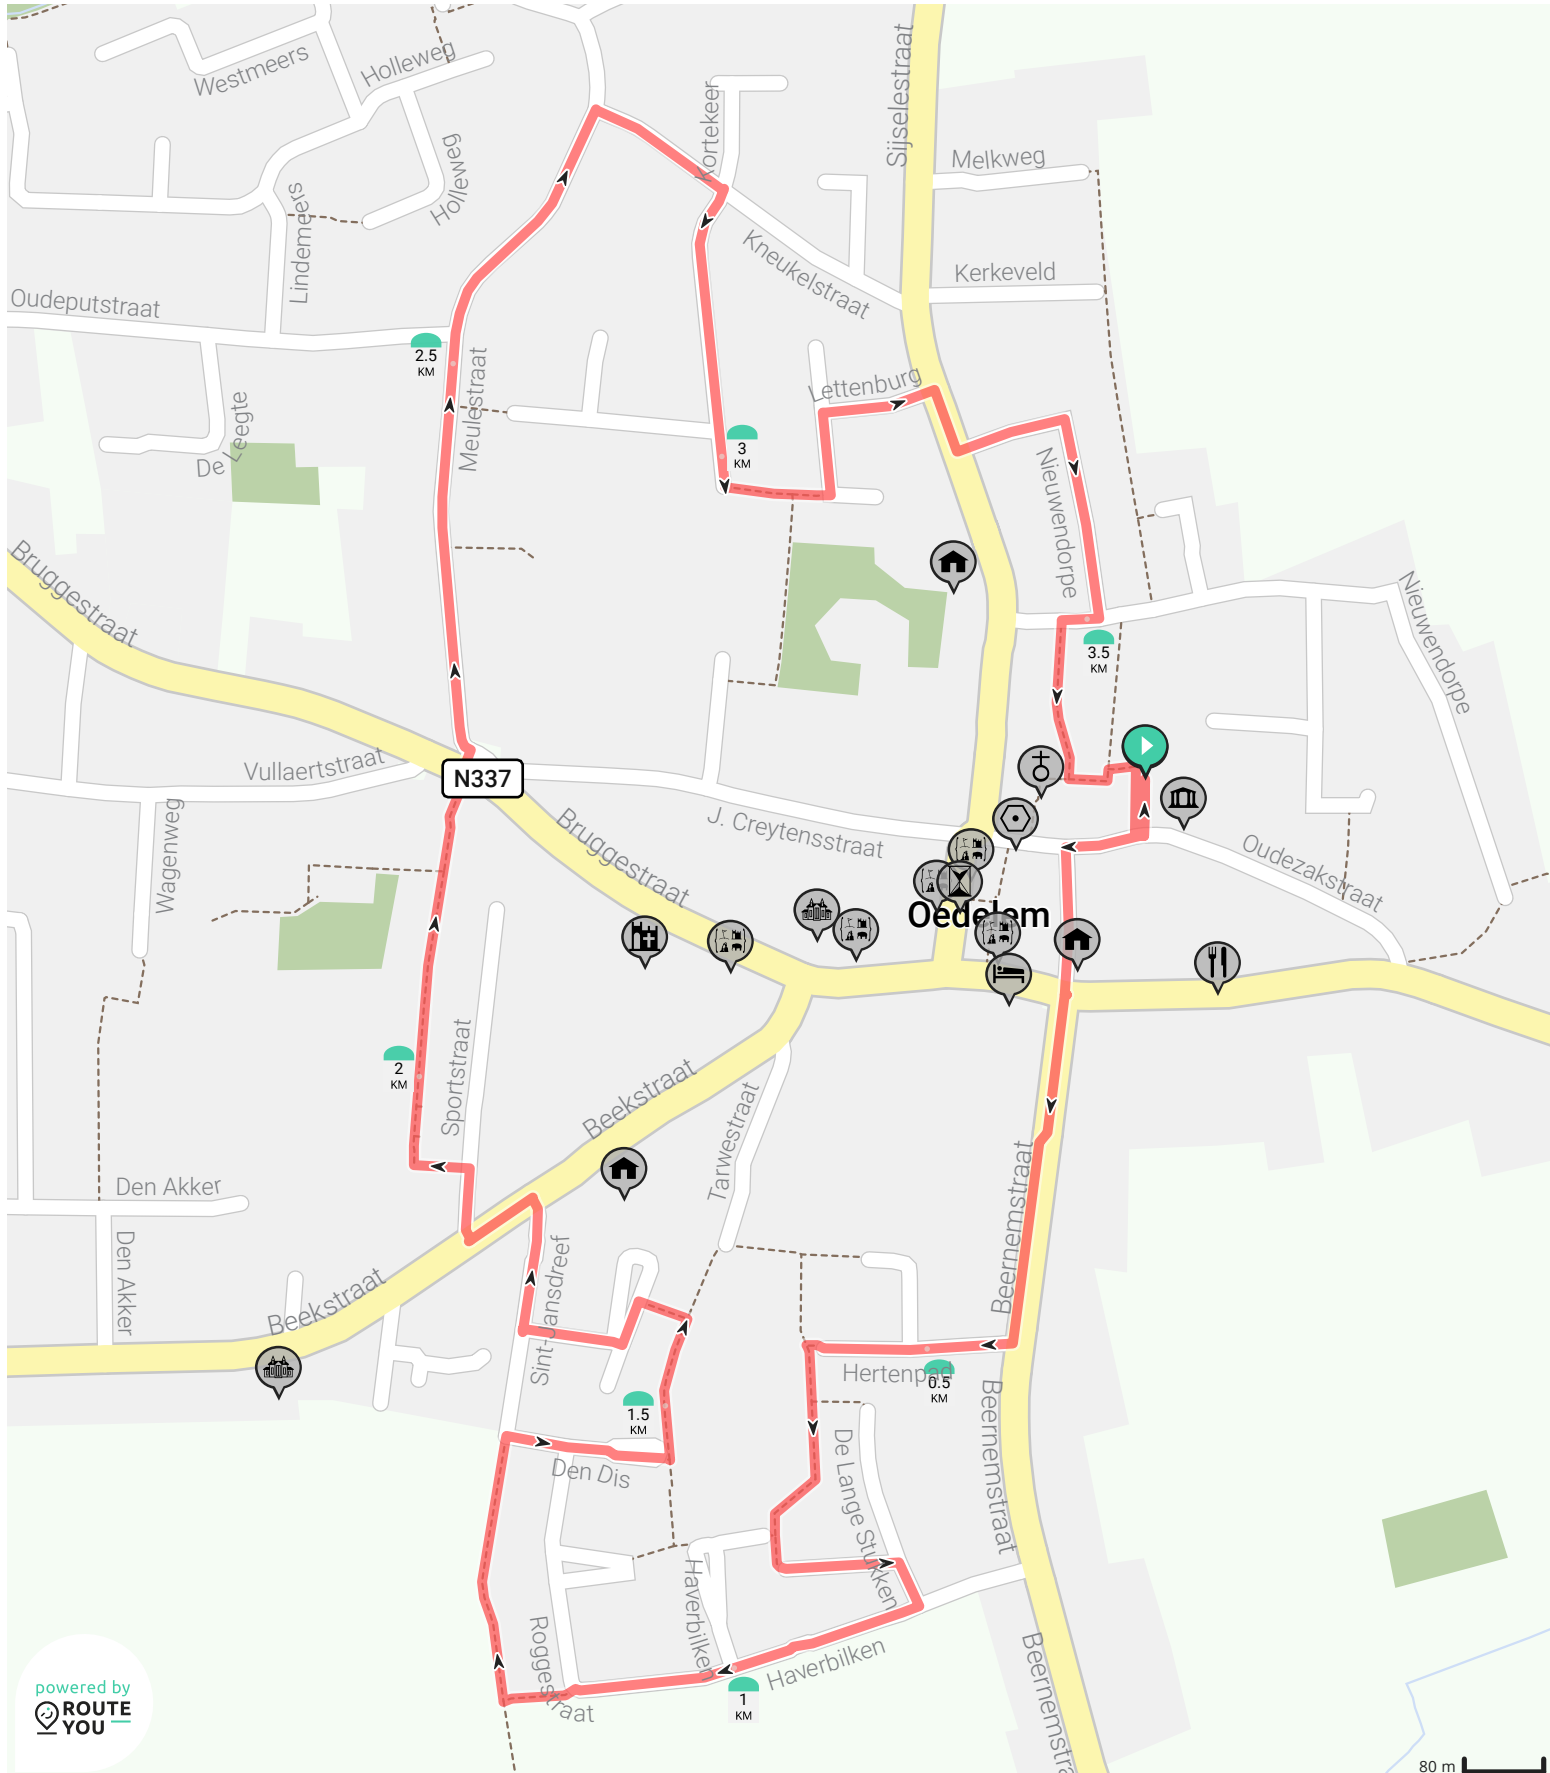 Westmeers
Holleweg
Kortekeer
Sijselestraat
Melkweg
Holleweg
Lindemeers
Kneukelstraat
Kerkeveld
Oudeputstraat
2.5
KM
Meulestraat
Lettenburg
De Leegte
3
KM
Nieuwendorpe
Bruggestraat
Nieuwendorpe
3.5
KM
Vullaertstraat
N337
Wagenweg
Bruggestraat
J. Creytensstraat
Oudezakstraat
Oedelem
2
KM
Sportstraat
Beekstraat
Tarwestraat
Beernemstraat
Den Akker
Den Akker
Beekstraat
Sint-Jansdreef
Hertenpad
0.5
KM
1.5
KM
Beernemstraat
Den Dis
De Lange Stukken
Haverbilken
Roggestraat
Haverbilken
1
KM
Beernemstra
powered by
ROUTE
YOU
80 m